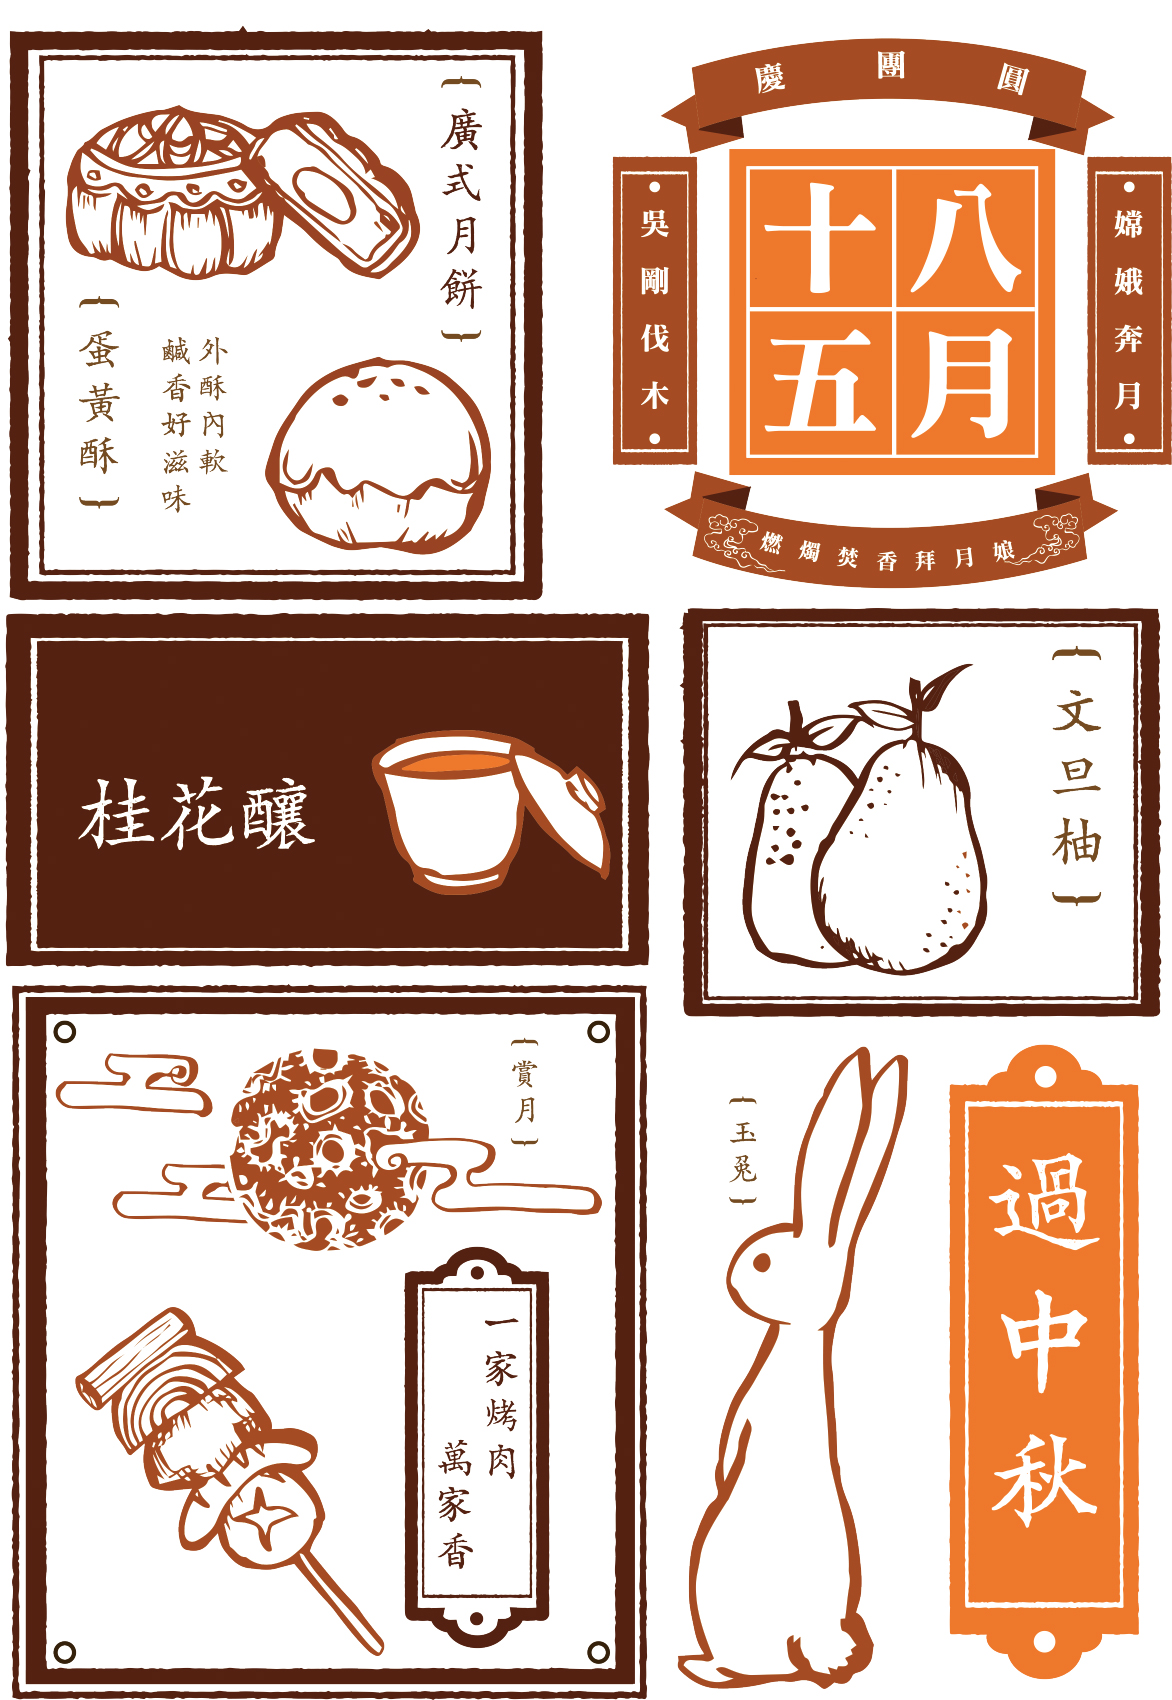 廣式月餅
外酥內軟
鹹香好滋味
蛋黃酥
慶團圓
嫦娥奔月
八月
十五
吳剛伐木
燃燭焚香拜月娘
桂花釀
文旦柚
賞月
一家烤肉
萬家香
玉兔
過中秋